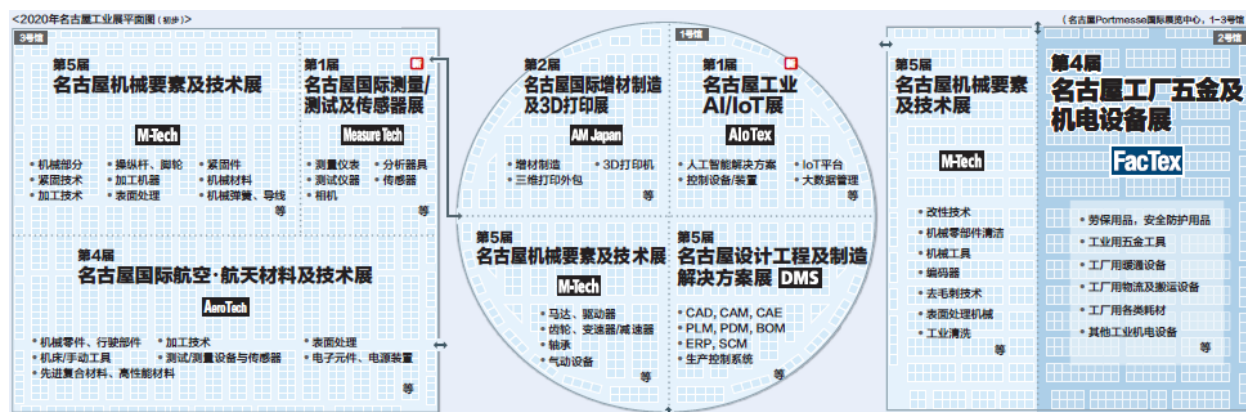 <2020年名古屋工业展平面图(初步)>
(名古屋Portmesse国际展览中心，1-3号馆
3号馆
第5届
名古屋机械要素及技术展
M-Tech
• 机械部分
• 操纵杆、脚轮
• 紧固件
• 紧固技术
• 加工机器
• 机械材料
• 加工技术
• 表面处理
• 机械弹簧、导线
等
第1届
名古屋国际测量/
测试及传感器展
Measure Tech
• 测量仪表
• 分析器具
• 测试仪器
• 传感器
• 相机
等
第4届
名古屋国际航空·航天材料及技术展
AeroTech
• 机械零件、行驶部件
• 加工技术
• 表面处理
• 机床/手动工具
• 测试/测量设备与传感器
• 电子元件、电源装置
• 先进复合材料、高性能材料
等
1号馆
第2届
名古屋国际增材制造
及3D打印展
AM Japan
• 增材制造
• 3D打印机
• 三维打印外包
等
第1届
名古屋工业
AI/IoT展
AIoTex
• 人工智能解决方案
• IoT平台
• 控制设备/装置
• 大数据管理
等
第5届
名古屋机械要素及技术展
M-Tech
• 马达、驱动器
• 齿轮、变速器/减速器
• 轴承
• 气动设备
等
第5届
名古屋设计工程及制造
解决方案展 DMS
• CAD, CAM, CAE
• PLM, PDM, BOM
• ERP, SCM
• 生产控制系统
等
第5届
名古屋机械要素
及技术展
M-Tech
• 改性技术
• 机械零部件清洁
• 机械工具
• 编码器
• 去毛刺技术
• 表面处理机械
• 工业清洗
等
2号馆
第4届
名古屋工厂五金及
机电设备展
FacTex
• 劳保用品，安全防护用品
• 工业用五金工具
• 工厂用暖通设备
• 工厂用物流及搬运设备
• 工厂用各类耗材
• 其他工业机电设备
等